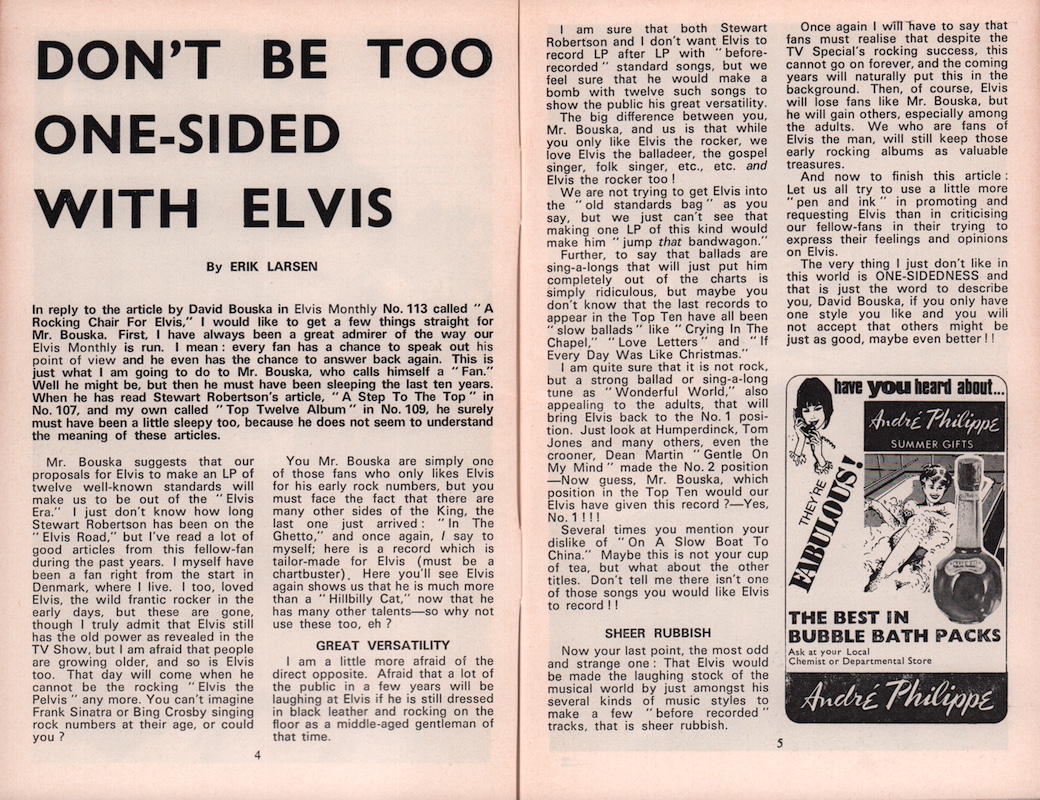 DON'T BE TOO
ONE-SIDED
WITH ELVIS
By ERIK LARSEN
In reply to the article by David Bouska in Elvis Monthly No. 113 called " A
Rocking Chair For Elvis," I would like to get a few things straight for
Mr. Bouska. First, I have always been a great admirer of the way our
Elvis Monthly is run. I mean : every fan has a chance to speak out his
point of view and he even has the chance to answer back again. This is
just what I am going to do to Mr. Bouska, who calls himself a " Fan."
Well he might be, but then he must have been sleeping the last ten years.
When he has read Stewart Robertson's article, " A Step To The Top " in
No. 107, and my own called " Top Twelve Album " in No. 109, he surely
must have been a little sleepy too, because he does not seem to understand
the meaning of these articles.
Mr. Bouska suggests that our
proposals for Elvis to make an LP of
twelve well-known standards will
make us to be out of the " Elvis
Era." I just don't know how long
Stewart Robertson has been on the
" Elvis Road," but I've read a lot of
good articles from this fellow-fan
during the past years. I myself have
been a fan right from the start in
Denmark, where I live. I too, loved
Elvis, the wild frantic rocker in the
early days, but these are gone,
though I truly admit that Elvis still
has the old power as revealed in the
TV Show, but I am afraid that people
are growing older, and so is Elvis
too. That day will come when he
cannot be the rocking " Elvis the
Pelvis " any more. You can't imagine
Frank Sinatra or Bing Crosby singing
rock numbers at their age, or could
you ?
4
You Mr. Bouska are simply one
of those fans who only likes Elvis
for his early rock numbers, but you
must face the fact that there are
many other sides of the King, the
last one just arrived : " In The
Ghetto," and once again, I say to
myself; here is a record which is
tailor-made for Elvis (must be a
chartbuster). Here you'll see Elvis
again shows us that he is much more
than a " Hillbilly Cat," now that he
has many other talents—so why not
use these too, eh ?
GREAT VERSATILITY
I am a little more afraid of the
direct opposite. Afraid that a lot of
the public in a few years will be
laughing at Elvis if he is still dressed
in black leather and rocking on the
floor as a middle-aged gentleman of
that time.
I am sure that both Stewart
Robertson and I don't want Elvis to
record LP after LP with " before-
recorded " standard songs, but we
feel sure that he would make a
bomb with twelve such songs to
show the public his great versatility.
The big difference between you,
Mr. Bouska, and us is that while
you only like Elvis the rocker, we
love Elvis the balladeer, the gospel
singer, folk singer, etc., etc. and
Elvis the rocker too !
We are not trying to get Elvis into
the " old standards bag " as you
say, but we just can't see that
making one LP of this kind would
make him " jump that bandwagon."
Further, to say that ballads are
sing-a-longs that will just put him
completely out of the charts is
simply ridiculous, but maybe you
don't know that the last records to
appear in the Top Ten have all been
" slow ballads " like " Crying In The
Chapel," " Love Letters " and " If
Every Day Was Like Christmas."
I am quite sure that it is not rock,
but a strong ballad or sing-a-long
tune as " Wonderful World," also
appealing to the adults, that will
bring Elvis back to the No. 1 posi-
tion. Just look at Humperdinck, Tom
Jones and many others, even the
crooner, Dean Martin " Gentle On
My Mind " made the No. 2 position
—Now guess, Mr. Bouska, which
position in the Top Ten would our
Elvis have given this record ?—Yes,
No. 1 ! ! !
Several times you mention your
dislike of " On A Slow Boat To
China." Maybe this is not your cup
of tea, but what about the other
titles. Don't tell me there isn't one
of those songs you would like Elvis
to record ! !
SHEER RUBBISH
Now your last point, the most odd
and strange one : That Elvis would
be made the laughing stock of the
musical world by just amongst his
several kinds of music styles to
make a few " before recorded "
tracks, that is sheer rubbish.
Once again I will have to say that
fans must realise that despite the
TV Special's rocking success, this
cannot go on forever, and the coming
years will naturally put this in the
background. Then, of course, Elvis
will lose fans like Mr. Bouska, but
he will gain others, especially among
the adults. We who are fans of
Elvis the man, will still keep those
early rocking albums as valuable
treasures.
And now to finish this article :
Let us all try to use a little more
" pen and ink " in promoting and
requesting Elvis than in criticising
our fellow-fans in their trying to
express their feelings and opinions
on Elvis.
The very thing I just don't like in
this world is ONE-SIDEDNESS and
that is just the word to describe
you, David Bouska, if you only have
one style you like and you will
not accept that others might be
just as good, maybe even better ! !
have you heard about...
André Philippe
SUMMER GIFTS
THEY'RE
FABULOUS!
THE BEST IN
BUBBLE BATH PACKS
Ask at your Local
Chemist or Departmental Store
André Philippe
5